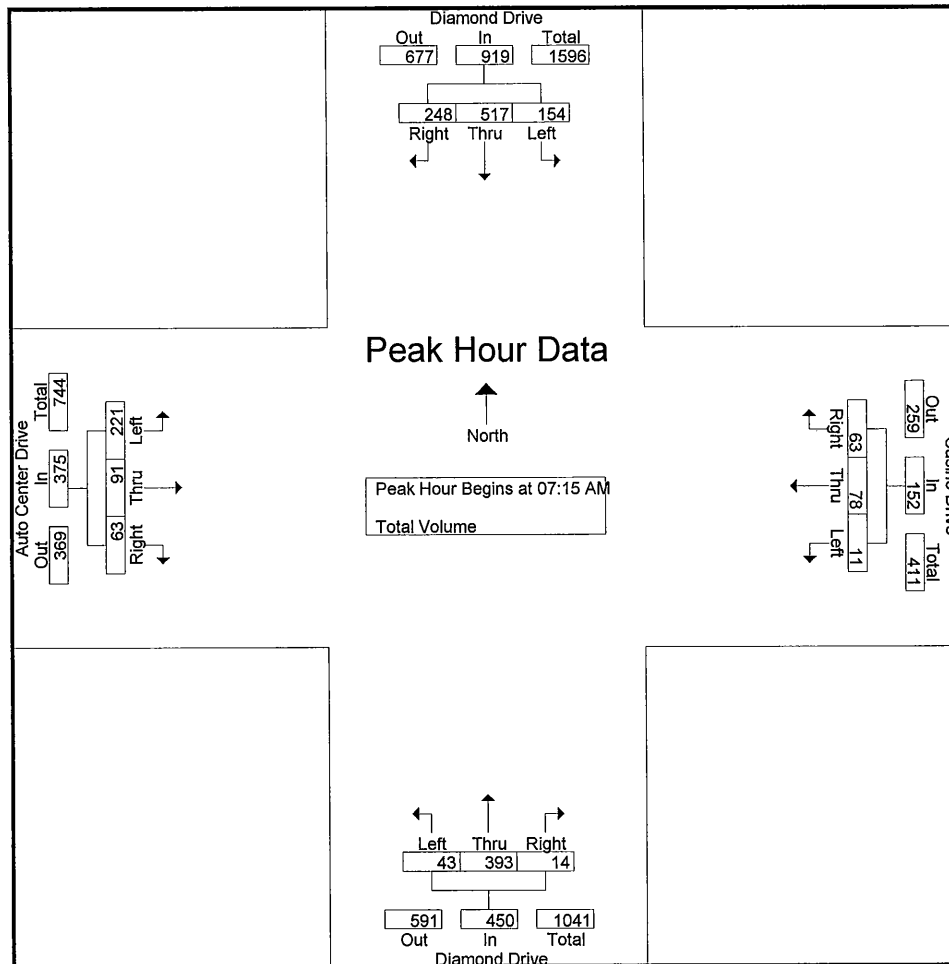 Diamond Drive
Out In Total
677 919 1596
248 517 154
Right Thru Left
Peak Hour Data
North
Peak Hour Begins at 07:15 AM
Total Volume
Auto Center Drive
Out In Total
369 375 744
63 91 221
Right Thru Left
Out In Total
259 152 411
63 78 11
Right Thru Left
Drive
Left Thru Right
43 393 14
591 450 1041
Out In Total
Diamond Drive